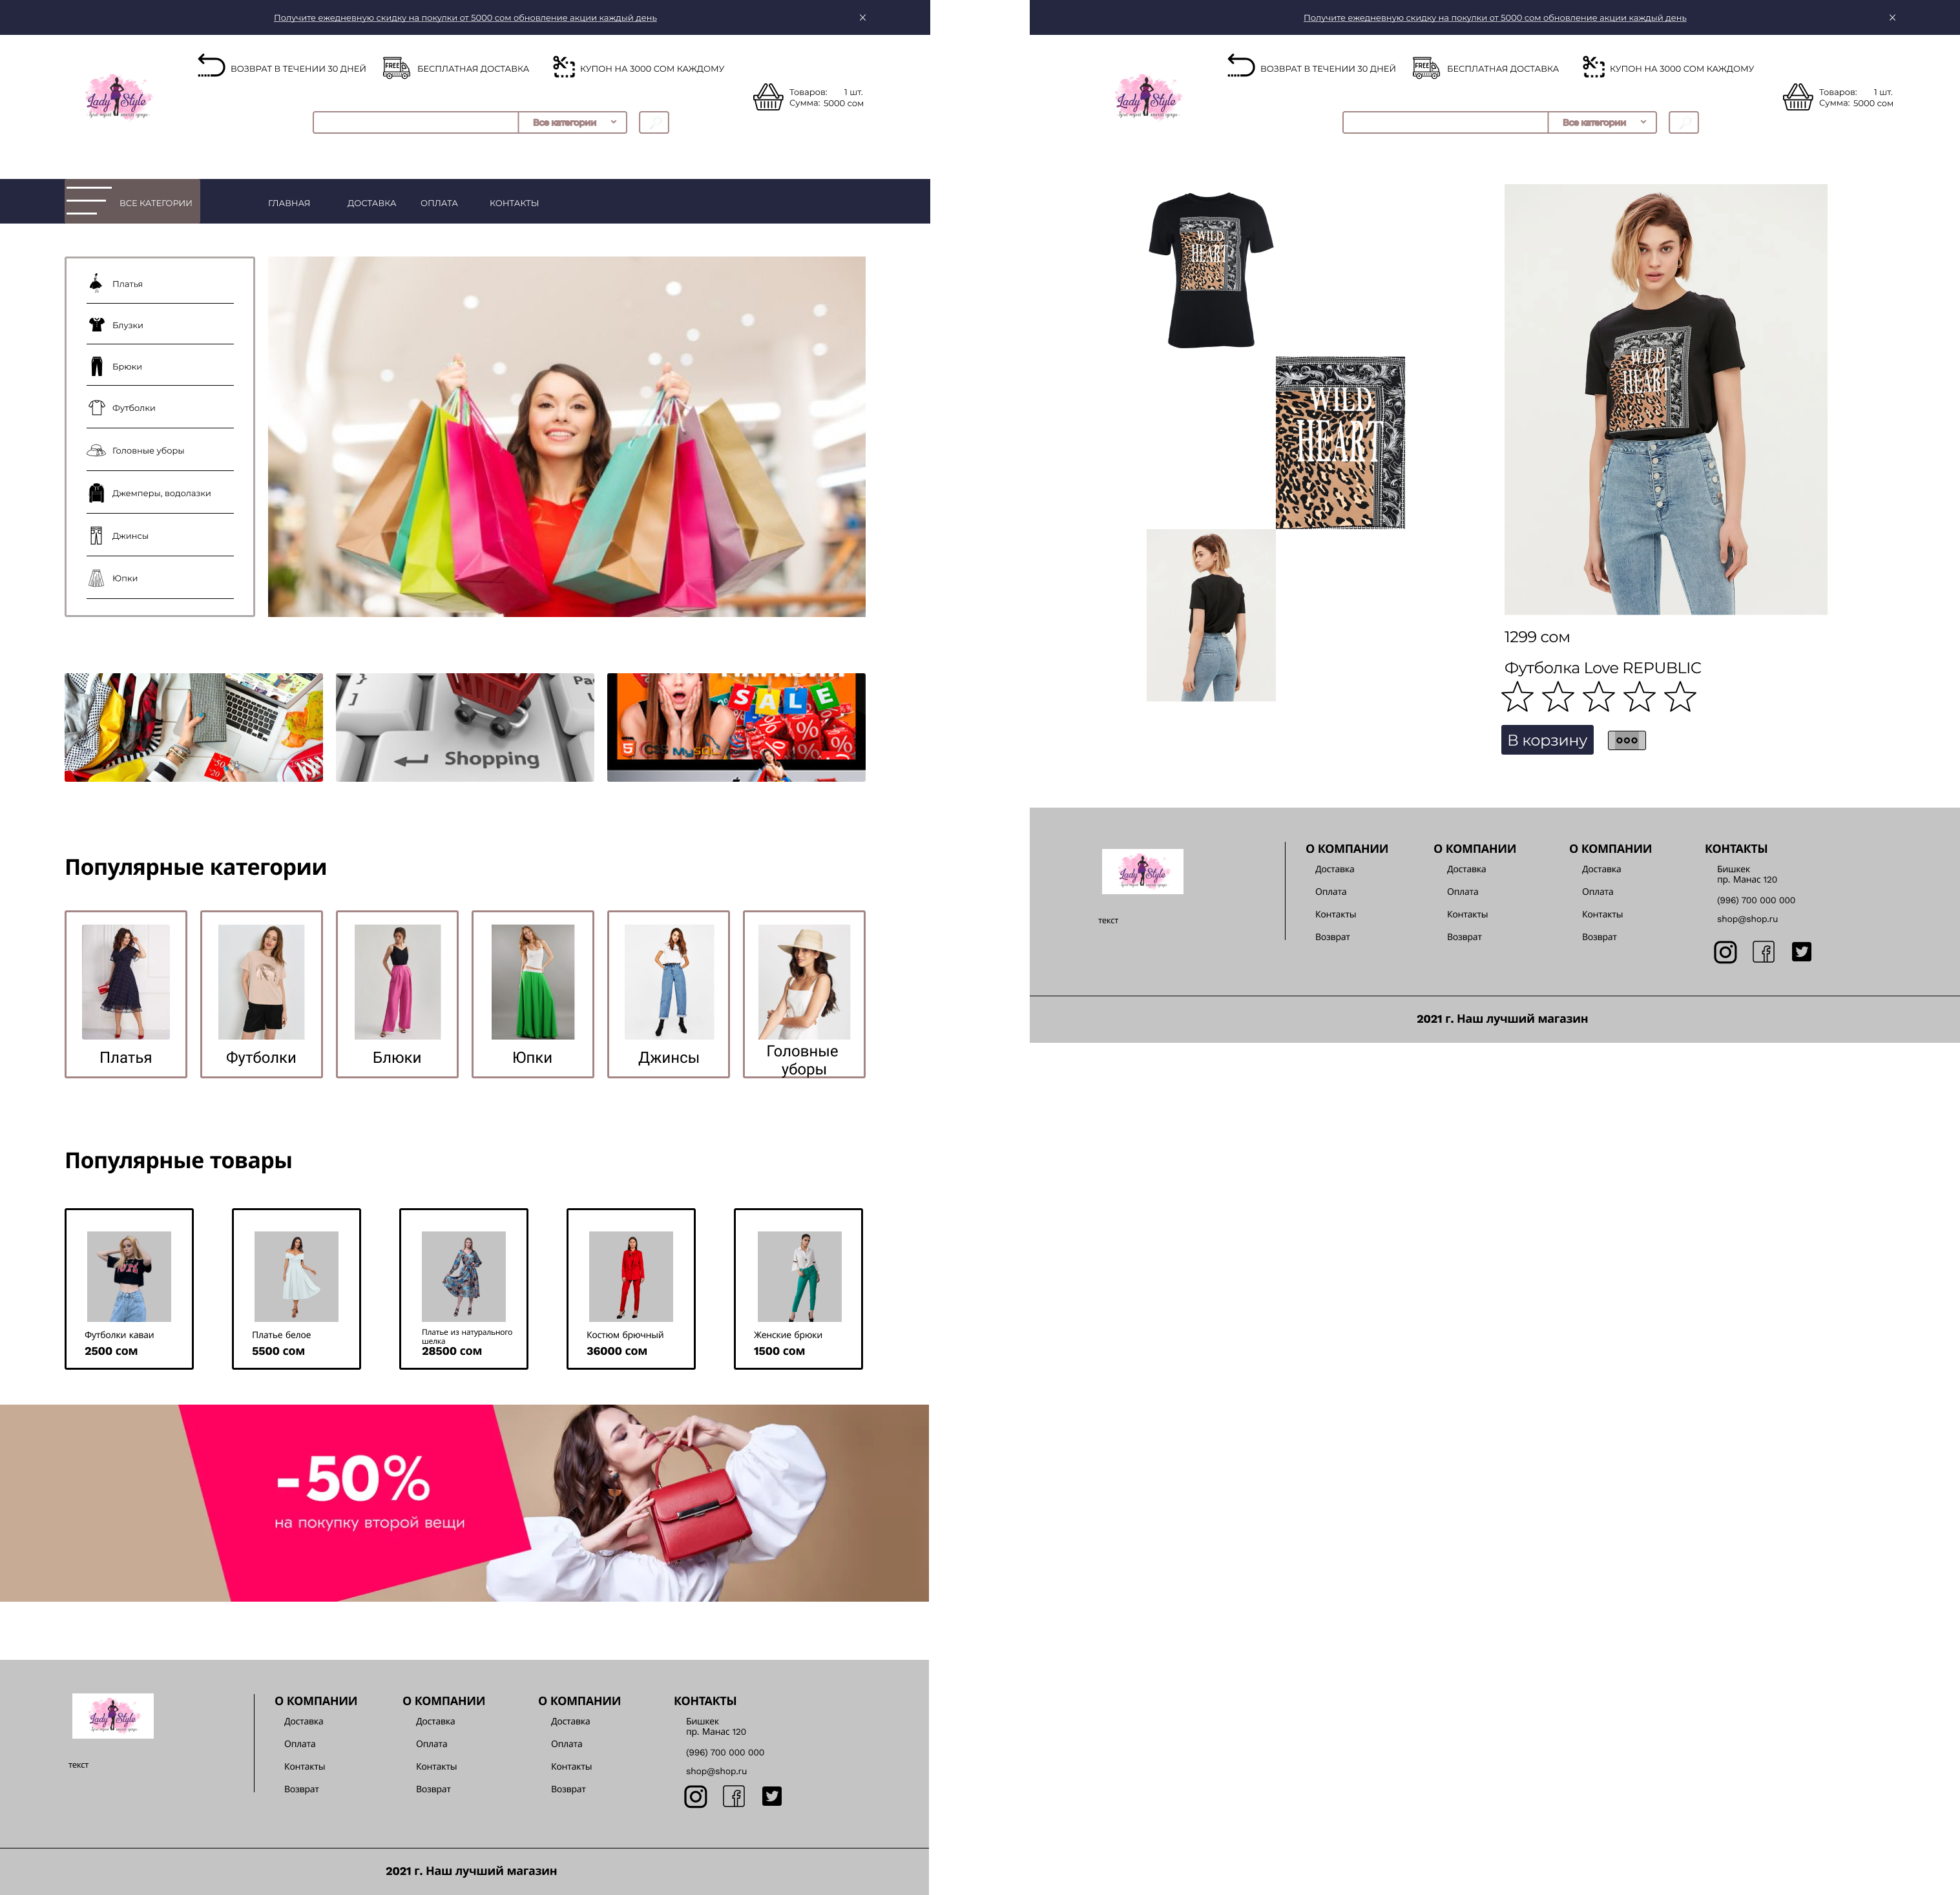 Получите ежедневную скидку на покупки от 5000 сом обновление акции каждый день
ВОЗВРАТ В ТЕЧЕНИИ 30 ДНЕЙ
FREE
БЕСПЛАТНАЯ ДОСТАВКА
КУПОН НА 3000 СОМ КАЖДОМУ
Lady Style
Товаров: 1 шт.
Сумма: 5000 сом
Все категории
ВСЕ КАТЕГОРИИ
ГЛАВНАЯ
ДОСТАВКА
ОПЛАТА
КОНТАКТЫ
Платья
Блузки
Брюки
Футболки
Головные уборы
Джемперы, водолазки
Джинсы
Юпки
Shopping
SALE
CSS
MySQL
Популярные категории
Платья
Футболки
Блюки
Юпки
Джинсы
Головные
уборы
Популярные товары
Футболки каваи
2500 сом
Платье белое
5500 сом
Платье из натурального
шелка
28500 сом
Костюм брючный
36000 сом
Женские брюки
1500 сом
-50%
на покупку второй вещи
Lady Style
текст
О КОМПАНИИ
Доставка
Оплата
Контакты
Возврат
О КОМПАНИИ
Доставка
Оплата
Контакты
Возврат
О КОМПАНИИ
Доставка
Оплата
Контакты
Возврат
КОНТАКТЫ
Бишкек
пр. Манас 120
(996) 700 000 000
shop@shop.ru
2021 г. Наш лучший магазин
Получите ежедневную скидку на покупки от 5000 сом обновление акции каждый день
ВОЗВРАТ В ТЕЧЕНИИ 30 ДНЕЙ
FREE
БЕСПЛАТНАЯ ДОСТАВКА
КУПОН НА 3000 СОМ КАЖДОМУ
Lady Style
Товаров: 1 шт.
Сумма: 5000 сом
Все категории
WILD
HEART
WILD
HEART
WILD
HEART
1299 сом
Футболка Love REPUBLIC
В корзину
Lady Style
текст
О КОМПАНИИ
Доставка
Оплата
Контакты
Возврат
О КОМПАНИИ
Доставка
Оплата
Контакты
Возврат
О КОМПАНИИ
Доставка
Оплата
Контакты
Возврат
КОНТАКТЫ
Бишкек
пр. Манас 120
(996) 700 000 000
shop@shop.ru
2021 г. Наш лучший магазин